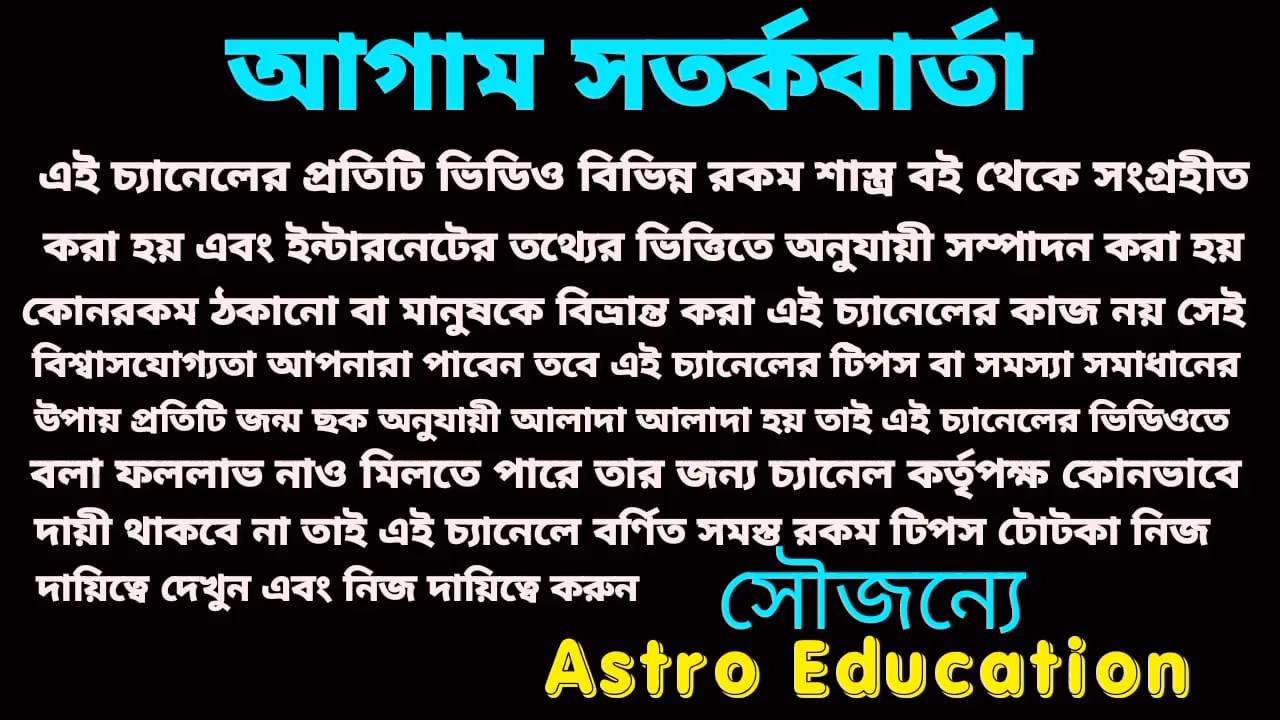 আগাম সতর্কবার্তা
এই চ্যানেলের প্রতিটি ভিডিও বিভিন্ন রকম শাস্ত্র বই থেকে সংগ্রহীত
করা হয় এবং ইন্টারনেটের তথ্যের ভিত্তিতে অনুযায়ী সম্পাদন করা হয়
কোনরকম ঠকানো বা মানুষকে বিভ্রান্ত করা এই চ্যানেলের কাজ নয় সেই
বিশ্বাসযোগ্যতা আপনারা পাবেন তবে এই চ্যানেলের টিপস বা সমস্যা সমাধানের
উপায় প্রতিটি জন্ম ছক অনুযায়ী আলাদা আলাদা হয় তাই এই চ্যানেলের ভিডিওতে
বলা ফললাভ নাও মিলতে পারে তার জন্য চ্যানেল কর্তৃপক্ষ কোনভাবে
দায়ী থাকবে না তাই এই চ্যানেলে বর্ণিত সমস্ত রকম টিপস টোটকা নিজ
দায়িত্বে দেখুন এবং নিজ দায়িত্বে করুন
সৌজন্যে
Astro Education